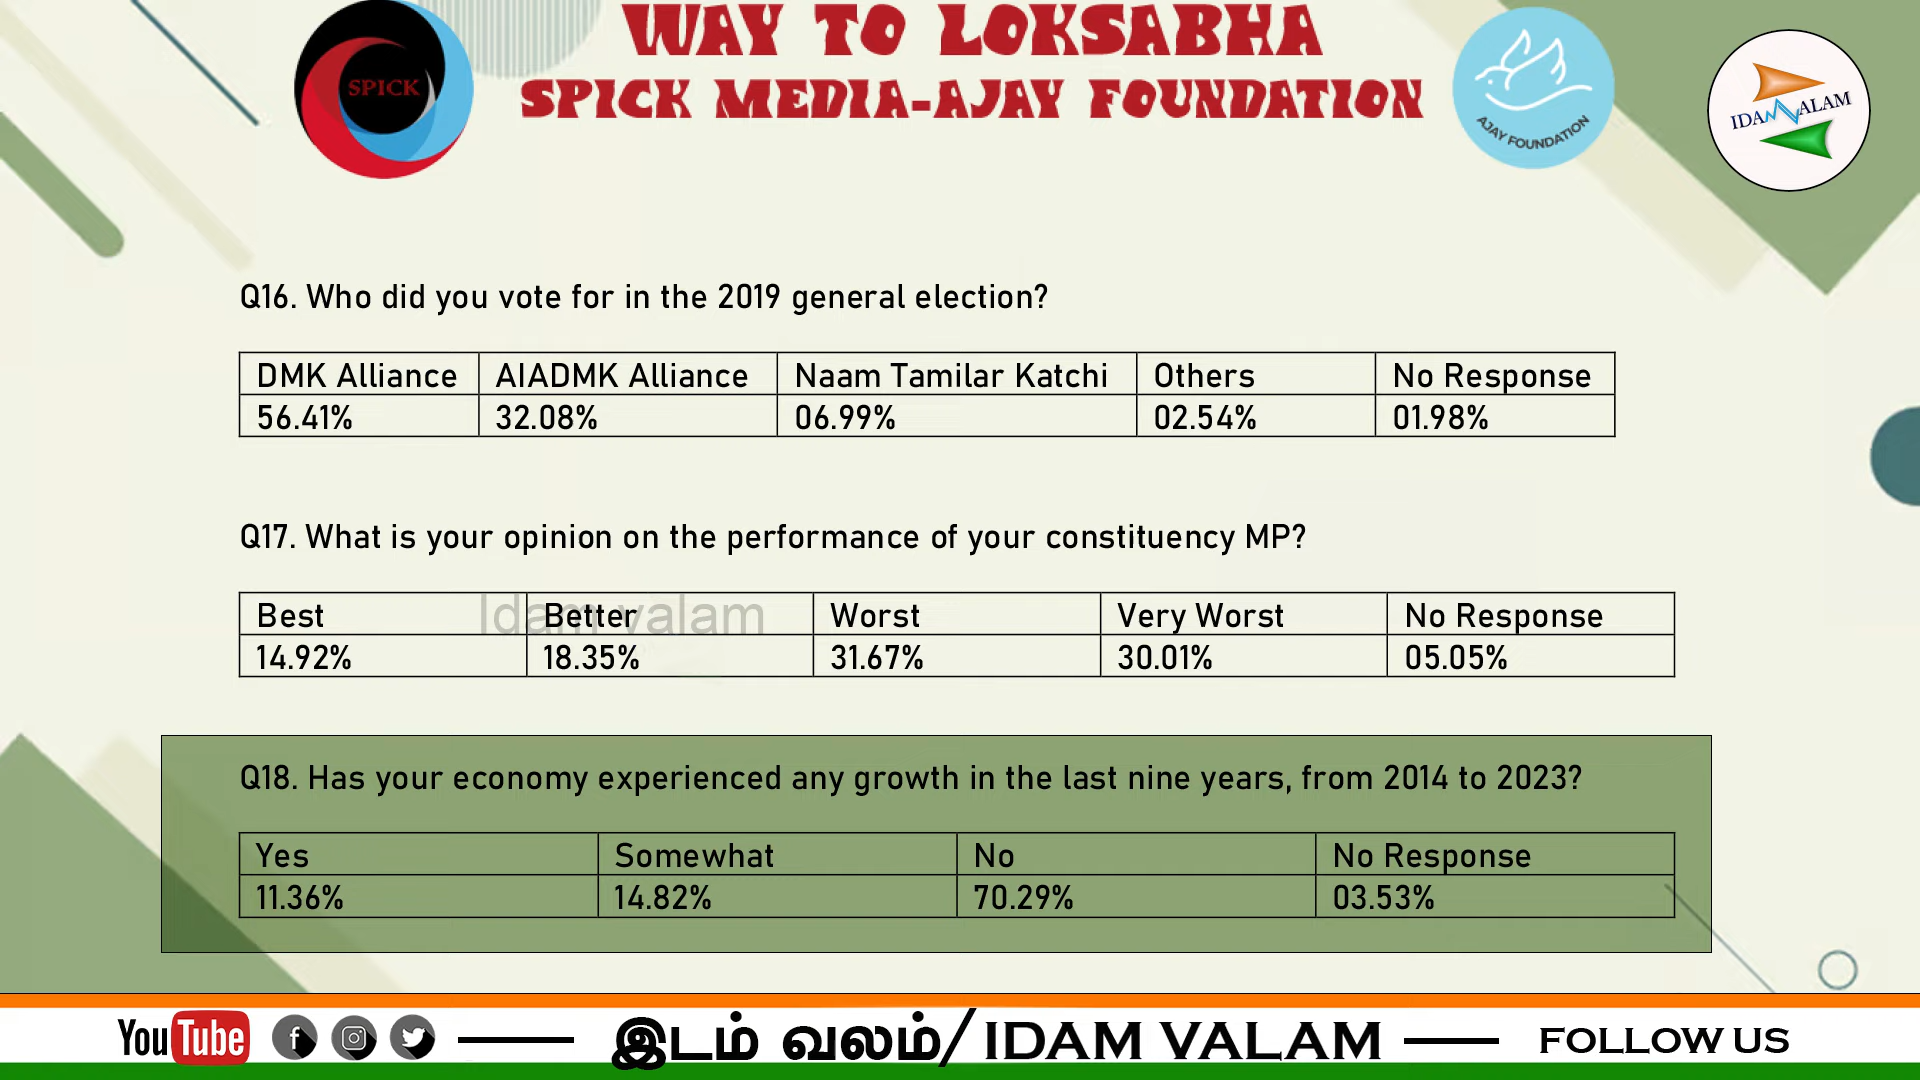 WAY TO LOKSABHA
SPICK MEDIA-AJAY FOUNDATION
SPICK
AJAY FOUNDATION
IDAM VALAM
Q16. Who did you vote for in the 2019 general election?
DMK Alliance AIADMK Alliance Naam Tamilar Katchi Others No Response
56.41% 32.08% 06.99% 02.54% 01.98%
Q17. What is your opinion on the performance of your constituency MP?
Idam valam
Best Better Worst Very Worst No Response
14.92% 18.35% 31.67% 30.01% 05.05%
Q18. Has your economy experienced any growth in the last nine years, from 2014 to 2023?
Yes Somewhat No No Response
11.36% 14.82% 70.29% 03.53%
YouTube f இடம் வலம்/ IDAM VALAM FOLLOW US